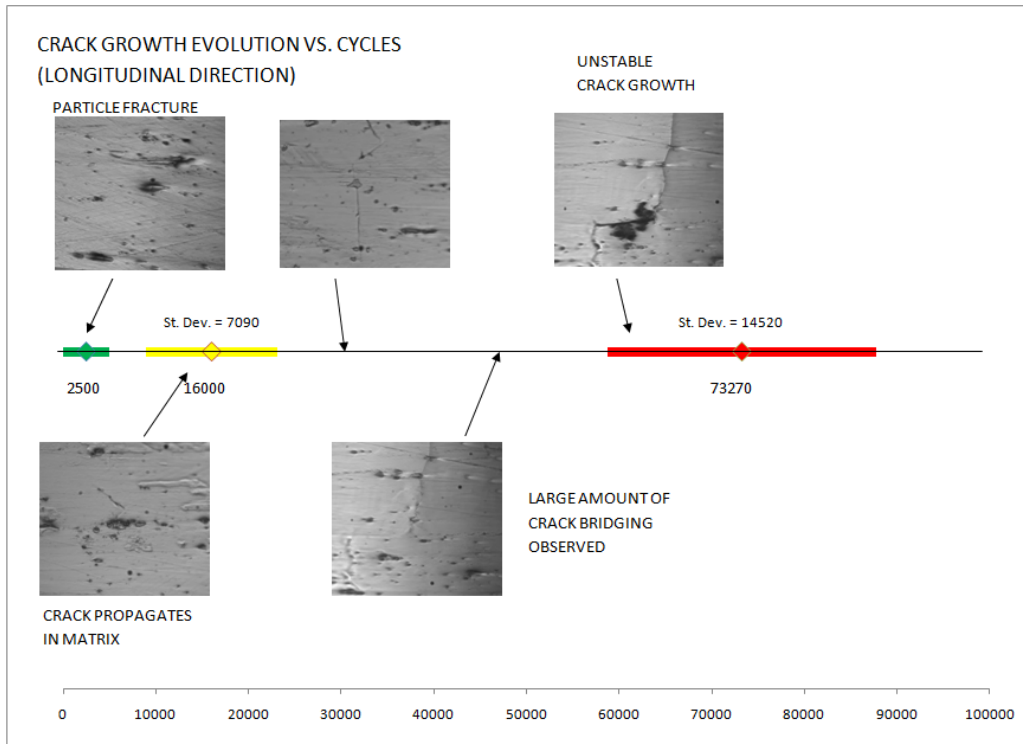 CRACK GROWTH EVOLUTION VS. CYCLES
(LONGITUDINAL DIRECTION)
PARTICLE FRACTURE
UNSTABLE
CRACK GROWTH
St. Dev. = 7090
St. Dev. = 14520
2500
16000
73270
LARGE AMOUNT OF
CRACK BRIDGING
OBSERVED
CRACK PROPAGATES
IN MATRIX
0 10000 20000 30000 40000 50000 60000 70000 80000 90000 100000